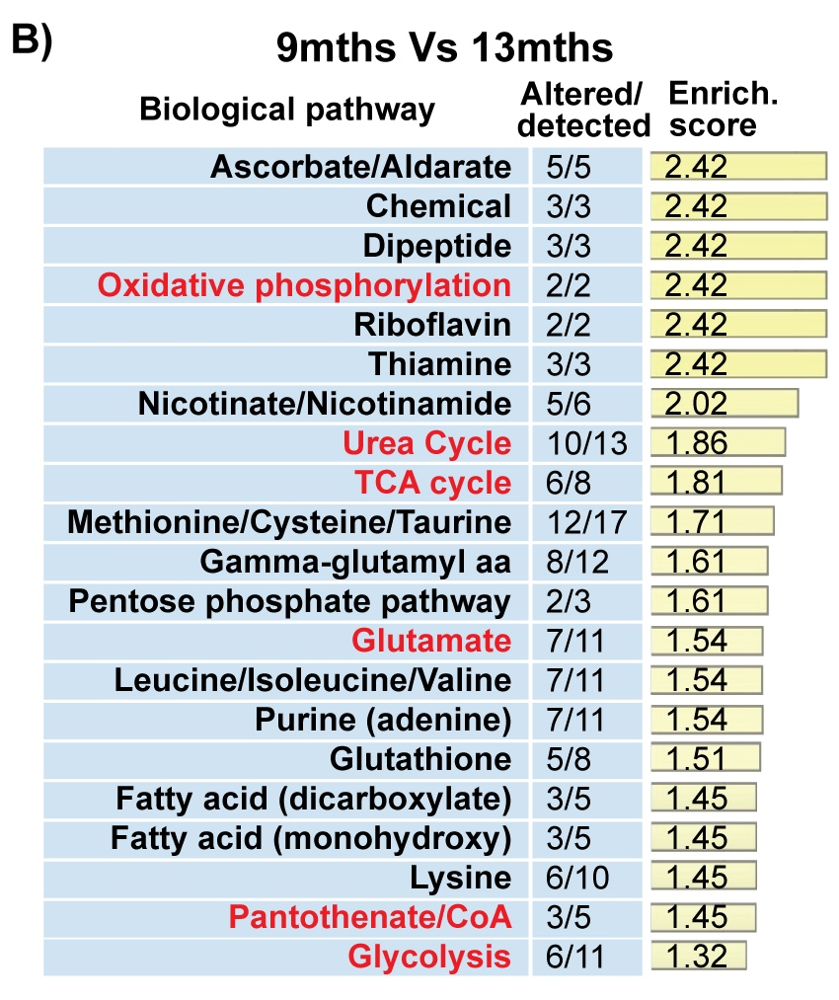 B)
9mths Vs 13mths
Biological pathway Altered/detected Enrich. score
Ascorbate/Aldarate 5/5 2.42
Chemical 3/3 2.42
Dipeptide 3/3 2.42
Oxidative phosphorylation 2/2 2.42
Riboflavin 2/2 2.42
Thiamine 3/3 2.42
Nicotinate/Nicotinamide 5/6 2.02
Urea Cycle 10/13 1.86
TCA cycle 6/8 1.81
Methionine/Cysteine/Taurine 12/17 1.71
Gamma-glutamyl aa 8/12 1.61
Pentose phosphate pathway 2/3 1.61
Glutamate 7/11 1.54
Leucine/Isoleucine/Valine 7/11 1.54
Purine (adenine) 7/11 1.54
Glutathione 5/8 1.51
Fatty acid (dicarboxylate) 3/5 1.45
Fatty acid (monohydroxy) 3/5 1.45
Lysine 6/10 1.45
Pantothenate/CoA 3/5 1.45
Glycolysis 6/11 1.32